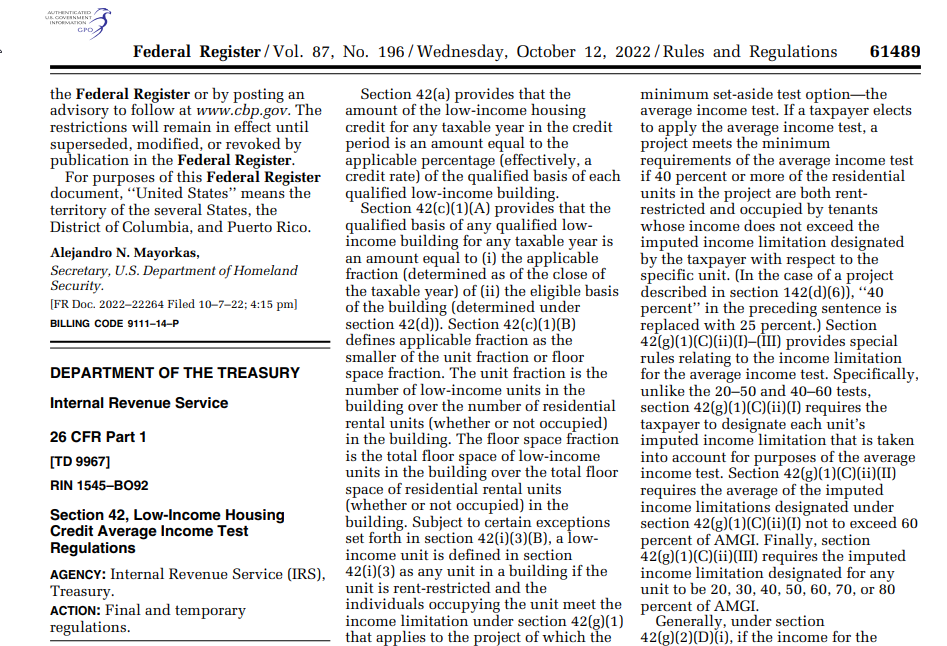 AUTHENTICATED
U.S. GOVERNMENT
INFORMATION
GPO
Federal Register / Vol. 87, No. 196 / Wednesday, October 12, 2022 / Rules and Regulations 61489
the Federal Register or by posting an
advisory to follow at www.cbp.gov. The
restrictions will remain in effect until
superseded, modified, or revoked by
publication in the Federal Register.
For purposes of this Federal Register
document, ‘‘United States’’ means the
territory of the several States, the
District of Columbia, and Puerto Rico.
Alejandro N. Mayorkas,
Secretary, U.S. Department of Homeland
Security.
[FR Doc. 2022–22264 Filed 10–7–22; 4:15 pm]
BILLING CODE 9111–14–P
DEPARTMENT OF THE TREASURY
Internal Revenue Service
26 CFR Part 1
[TD 9967]
RIN 1545–BO92
Section 42, Low-Income Housing
Credit Average Income Test
Regulations
AGENCY: Internal Revenue Service (IRS),
Treasury.
ACTION: Final and temporary
regulations.
Section 42(a) provides that the
amount of the low-income housing
credit for any taxable year in the credit
period is an amount equal to the
applicable percentage (effectively, a
credit rate) of the qualified basis of each
qualified low-income building.
Section 42(c)(1)(A) provides that the
qualified basis of any qualified low-
income building for any taxable year is
an amount equal to (i) the applicable
fraction (determined as of the close of
the taxable year) of (ii) the eligible basis
of the building (determined under
section 42(d)). Section 42(c)(1)(B)
defines applicable fraction as the
smaller of the unit fraction or floor
space fraction. The unit fraction is the
number of low-income units in the
building over the number of residential
rental units (whether or not occupied)
in the building. The floor space fraction
is the total floor space of low-income
units in the building over the total floor
space of residential rental units
(whether or not occupied) in the
building. Subject to certain exceptions
set forth in section 42(i)(3)(B), a low-
income unit is defined in section
42(i)(3) as any unit in a building if the
unit is rent-restricted and the
individuals occupying the unit meet the
income limitation under section 42(g)(1)
that applies to the project of which the
minimum set-aside test option—the
average income test. If a taxpayer elects
to apply the average income test, a
project meets the minimum
requirements of the average income test
if 40 percent or more of the residential
units in the project are both rent-
restricted and occupied by tenants
whose income does not exceed the
imputed income limitation designated
by the taxpayer with respect to the
specific unit. (In the case of a project
described in section 142(d)(6)), ‘‘40
percent’’ in the preceding sentence is
replaced with 25 percent.) Section
42(g)(1)(C)(ii)(I)–(III) provides special
rules relating to the income limitation
for the average income test. Specifically,
unlike the 20–50 and 40–60 tests,
section 42(g)(1)(C)(ii)(I) requires the
taxpayer to designate each unit’s
imputed income limitation that is taken
into account for purposes of the average
income test. Section 42(g)(1)(C)(ii)(II)
requires the average of the imputed
income limitations designated under
section 42(g)(1)(C)(ii)(I) not to exceed 60
percent of AMGI. Finally, section
42(g)(1)(C)(ii)(III) requires the imputed
income limitation designated for any
unit to be 20, 30, 40, 50, 60, 70, or 80
percent of AMGI.
Generally, under section
42(g)(2)(D)(i), if the income for the